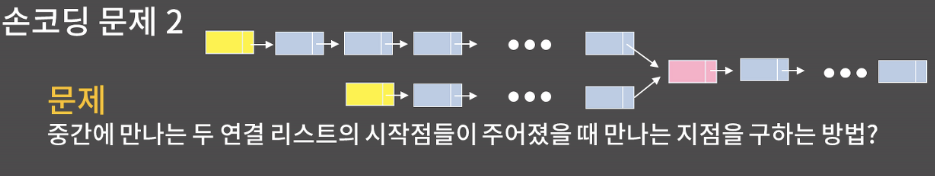 손코딩 문제 2
문제
중간에 만나는 두 연결 리스트의 시작점들이 주어졌을 때 만나는 지점을 구하는 방법?